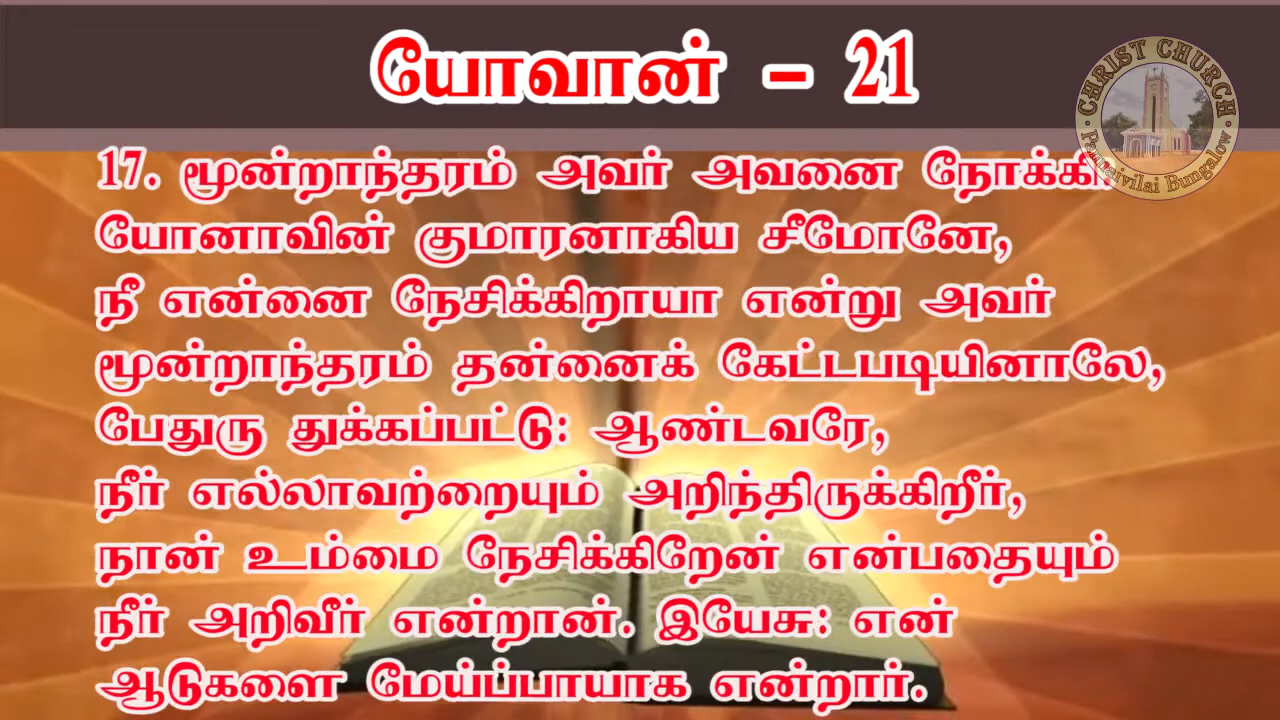 யோவான் – 21
CHRIST CHURCH
Bungalow
17. மூன்றாந்தரம் அவர் அவனை நோக்கி:
யோனாவின் குமாரனாகிய சீமோனே,
நீ என்னை நேசிக்கிறாயா என்று அவர்
மூன்றாந்தரம் தன்னைக் கேட்டபடியினாலே,
பேதுரு துக்கப்பட்டு: ஆண்டவரே,
நீர் எல்லாவற்றையும் அறிந்திருக்கிறீர்,
நான் உம்மை நேசிக்கிறேன் என்பதையும்
நீர் அறிவீர் என்றான். இயேசு: என்
ஆடுகளை மேய்ப்பாயாக என்றார்.